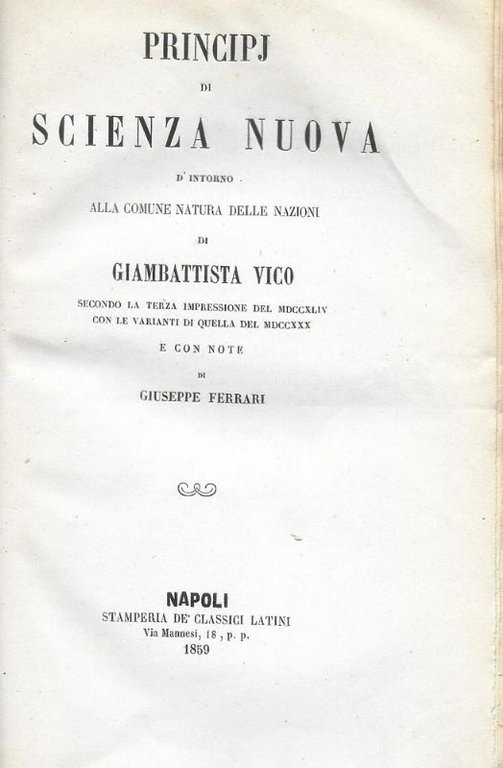 PRINCIPJ
DI
SCIENZA NUOVA
D'INTORNO
ALLA COMUNE NATURA DELLE NAZIONI
DI
GIAMBATTISTA VICO
SECONDO LA TERZA IMPRESSIONE DEL MDCCXLIV
CON LE VARIANTI DI QUELLA DEL MDCCXXX
E CON NOTE
DI
GIUSEPPE FERRARI
NAPOLI
STAMPERIA DE' CLASSICI LATINI
Via Mannesi, 18, p. p.
1859